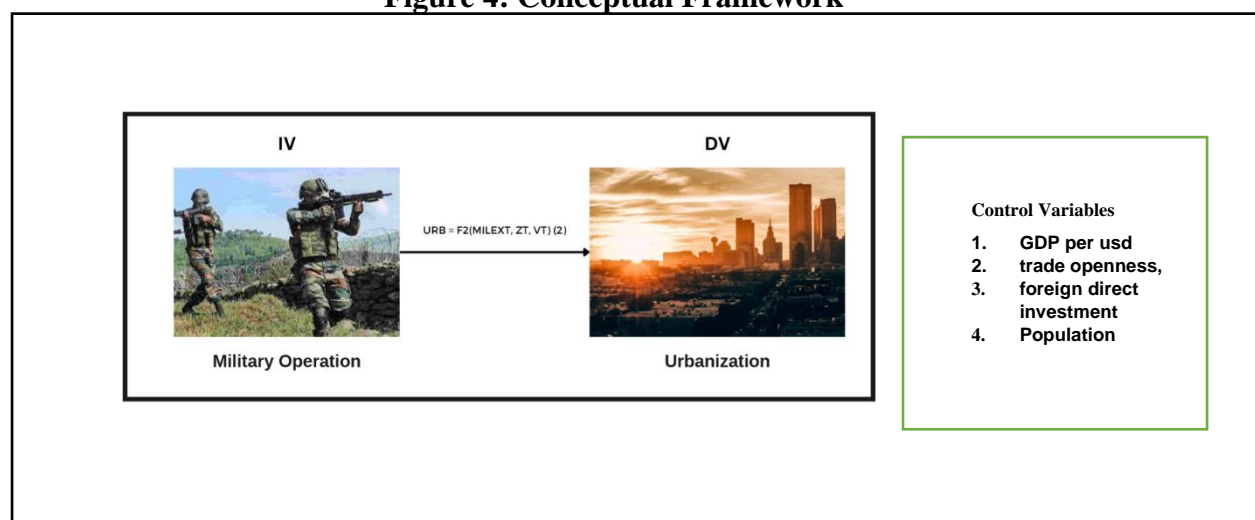 Figure 4: Conceptual Framework
IV
DV
URB = F2(MILEXT, ZT, VT) (2)
Military Operation
Urbanization
Control Variables
1. GDP per usd
2. trade openness,
3. foreign direct
investment
4. Population